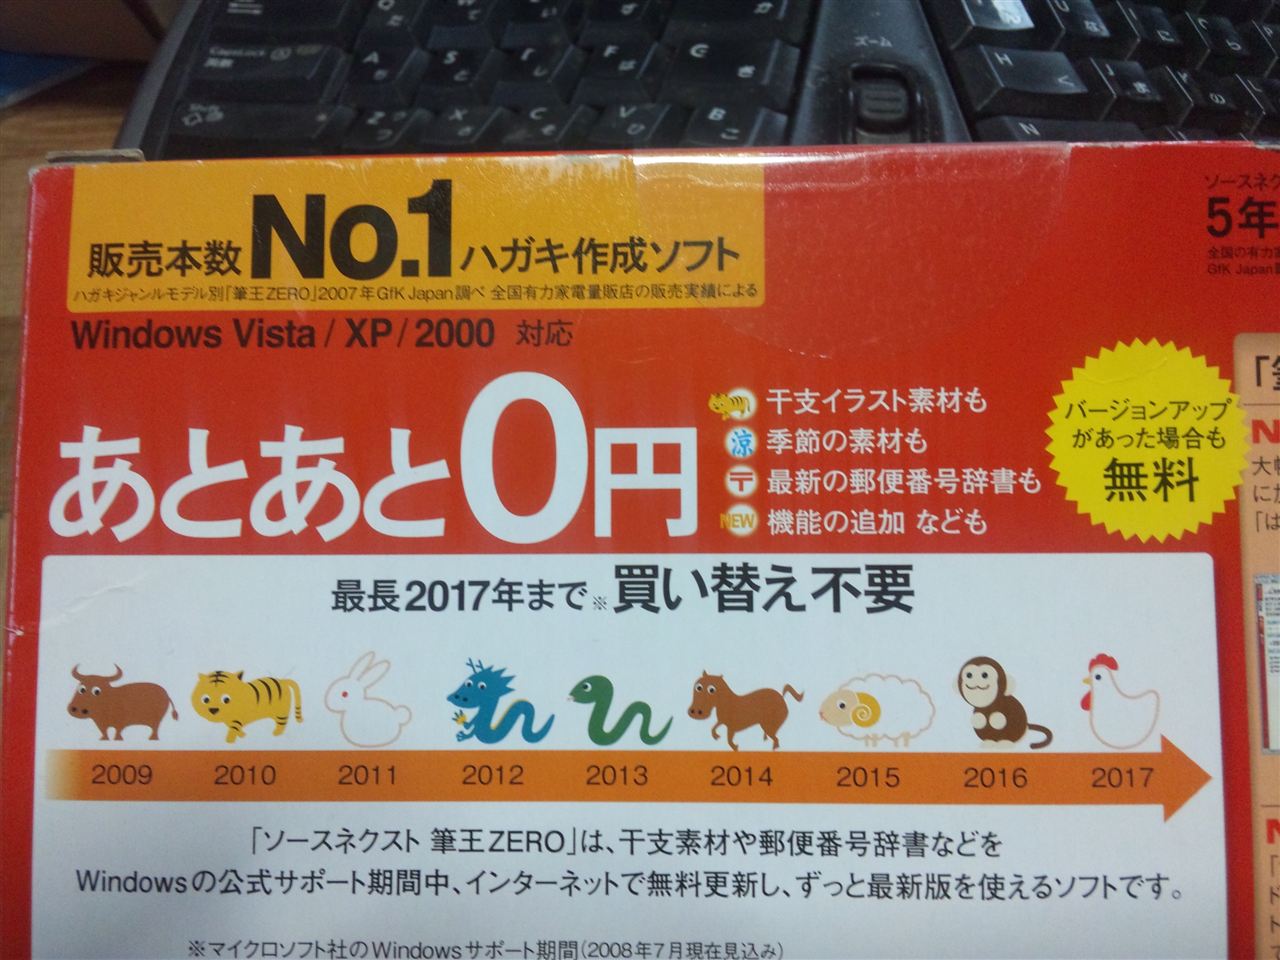 ズーム
販売本数 No.1 ハガキ作成ソフト
ハガキジャンルモデル別「筆王ZERO」2007年GfK Japan調べ 全国有力家電量販店の販売実績による
Windows Vista / XP / 2000 対応
あとあと0円
干支イラスト素材も
季節の素材も
最新の郵便番号辞書も
NEW 機能の追加 なども
バージョンアップ
があった場合も
無料
最長2017年まで※買い替え不要
2009 2010 2011 2012 2013 2014 2015 2016 2017
「ソースネクスト 筆王ZERO」は、干支素材や郵便番号辞書などを
Windowsの公式サポート期間中、インターネットで無料更新し、ずっと最新版を使えるソフトです。
※マイクロソフト社のWindowsサポート期間(2008年7月現在見込み)
ソースネク
5年
全国の有力
GfK Japan